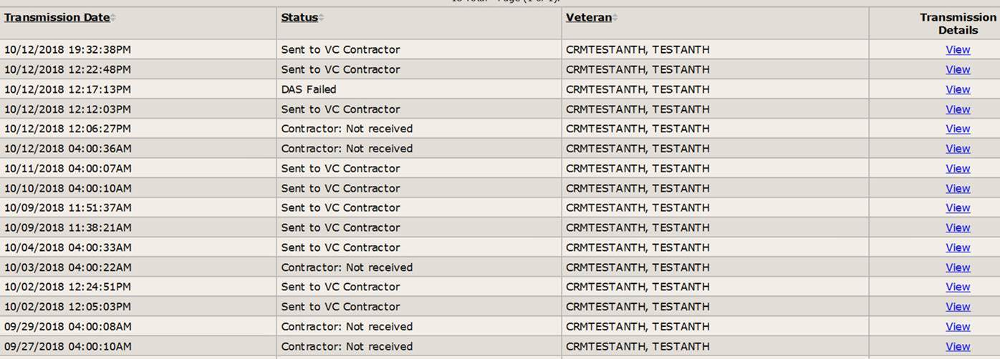 Transmission Date Status Veteran Transmission
Details
10/12/2018 19:32:38PM Sent to VC Contractor CRMTESTANTH, TESTANTH View
10/12/2018 12:22:48PM Sent to VC Contractor CRMTESTANTH, TESTANTH View
10/12/2018 12:17:13PM DAS Failed CRMTESTANTH, TESTANTH View
10/12/2018 12:12:03PM Sent to VC Contractor CRMTESTANTH, TESTANTH View
10/12/2018 12:06:27PM Contractor: Not received CRMTESTANTH, TESTANTH View
10/12/2018 04:00:36AM Contractor: Not received CRMTESTANTH, TESTANTH View
10/11/2018 04:00:07AM Sent to VC Contractor CRMTESTANTH, TESTANTH View
10/10/2018 04:00:10AM Sent to VC Contractor CRMTESTANTH, TESTANTH View
10/09/2018 11:51:37AM Sent to VC Contractor CRMTESTANTH, TESTANTH View
10/09/2018 11:38:21AM Sent to VC Contractor CRMTESTANTH, TESTANTH View
10/04/2018 04:00:33AM Sent to VC Contractor CRMTESTANTH, TESTANTH View
10/03/2018 04:00:22AM Contractor: Not received CRMTESTANTH, TESTANTH View
10/02/2018 12:24:51PM Sent to VC Contractor CRMTESTANTH, TESTANTH View
10/02/2018 12:05:03PM Sent to VC Contractor CRMTESTANTH, TESTANTH View
09/29/2018 04:00:08AM Contractor: Not received CRMTESTANTH, TESTANTH View
09/27/2018 04:00:10AM Contractor: Not received CRMTESTANTH, TESTANTH View